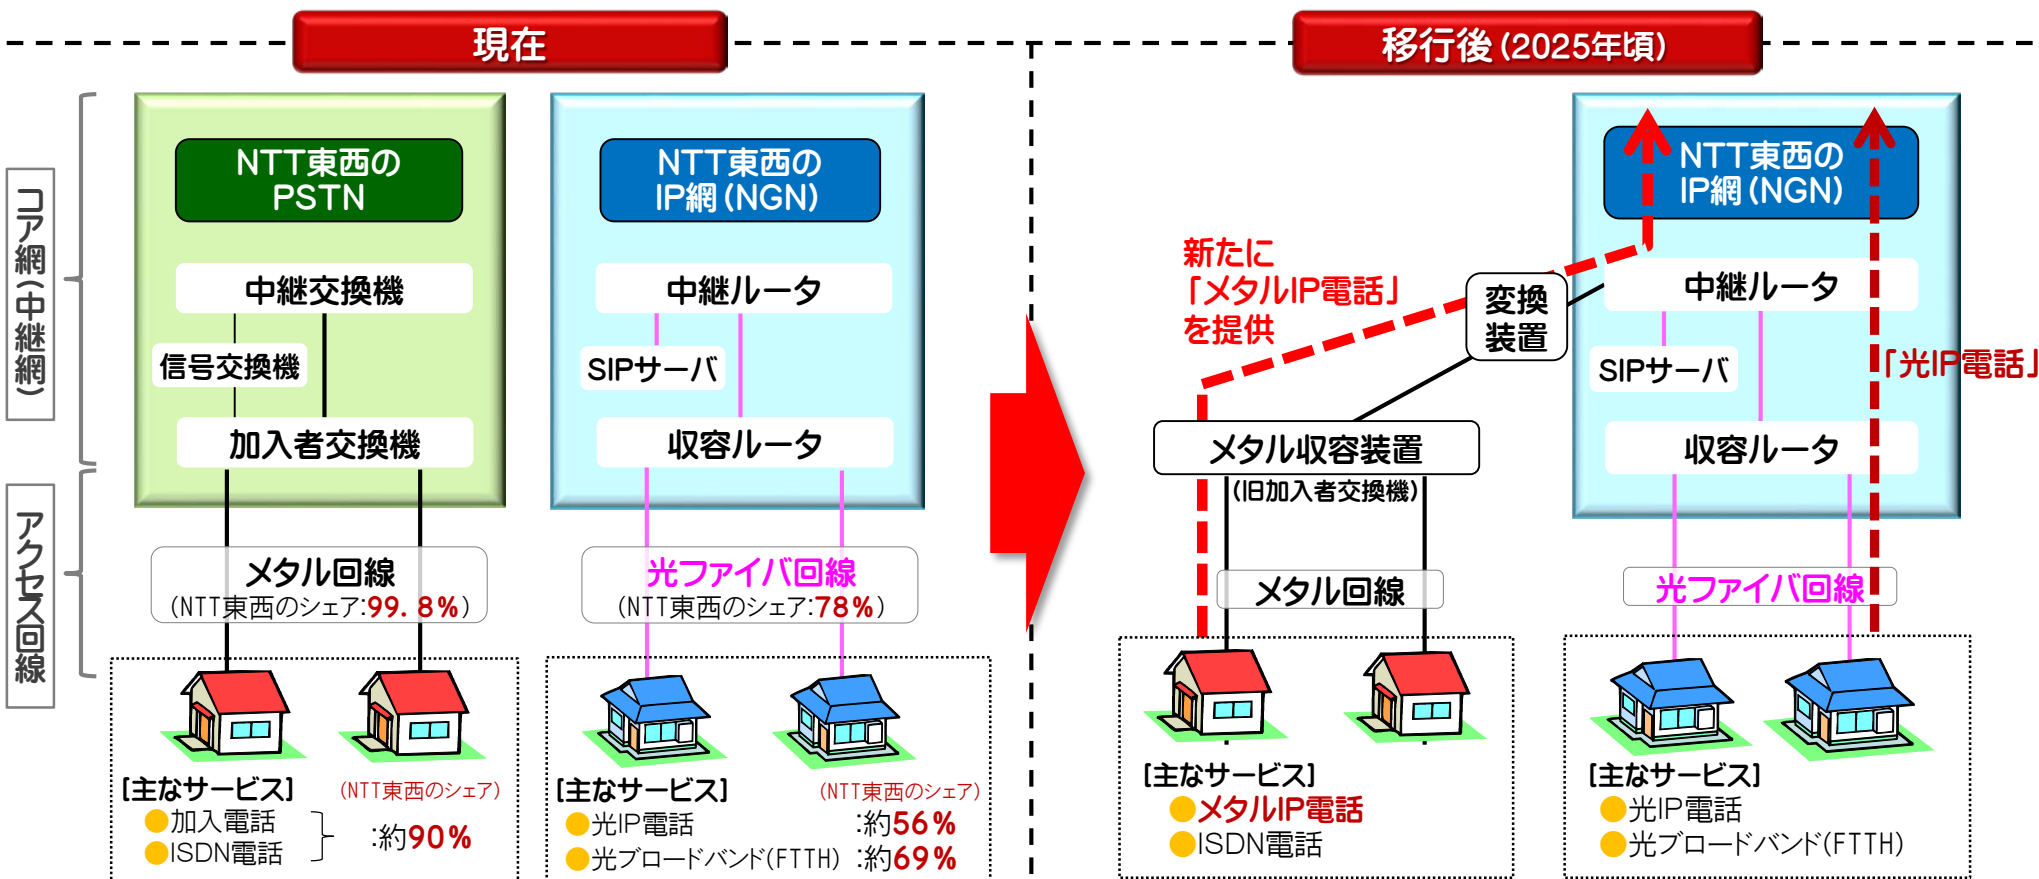 現在
移行後(2025年頃)
コア網(中継網)
アクセス回線
NTT東西の
PSTN
中継交換機
信号交換機
加入者交換機
メタル回線
(NTT東西のシェア:99.8%)
[主なサービス]
(NTT東西のシェア)
加入電話
ISDN電話
:約90%
NTT東西の
IP網(NGN)
中継ルータ
SIPサーバ
収容ルータ
光ファイバ回線
(NTT東西のシェア:78%)
[主なサービス]
(NTT東西のシェア)
光IP電話
:約56%
光ブロードバンド(FTTH)
:約69%
新たに
「メタルIP電話」
を提供
変換
装置
メタル収容装置
(旧加入者交換機)
メタル回線
[主なサービス]
メタルIP電話
ISDN電話
NTT東西の
IP網(NGN)
中継ルータ
SIPサーバ
「光IP電話」
収容ルータ
光ファイバ回線
[主なサービス]
光IP電話
光ブロードバンド(FTTH)